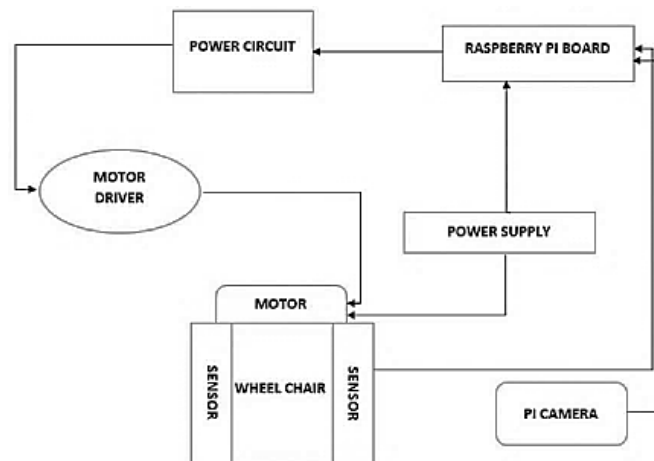 POWER CIRCUIT
RASPBERRY PI BOARD
MOTOR
DRIVER
POWER SUPPLY
MOTOR
SENSOR
WHEEL CHAIR
SENSOR
PI CAMERA